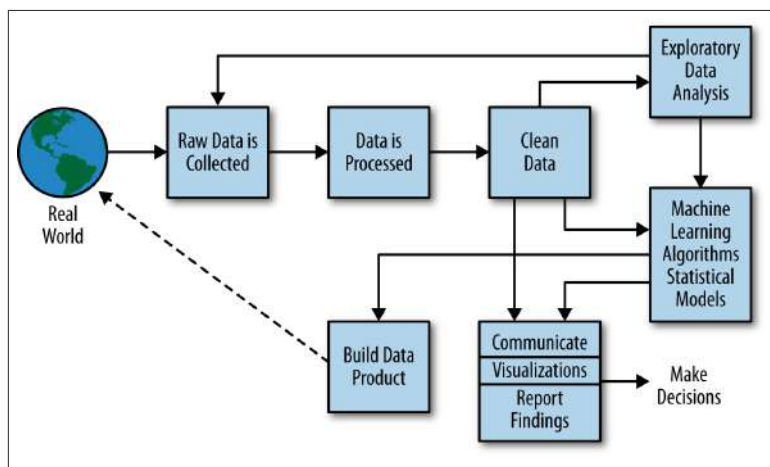 Exploratory
Data
Analysis
Raw Data is
Collected
Data is
Processed
Clean
Data
Real
World
Machine
Learning
Algorithms
Statistical
Models
Build Data
Product
Communicate
Visualizations
Report
Findings
Make
Decisions